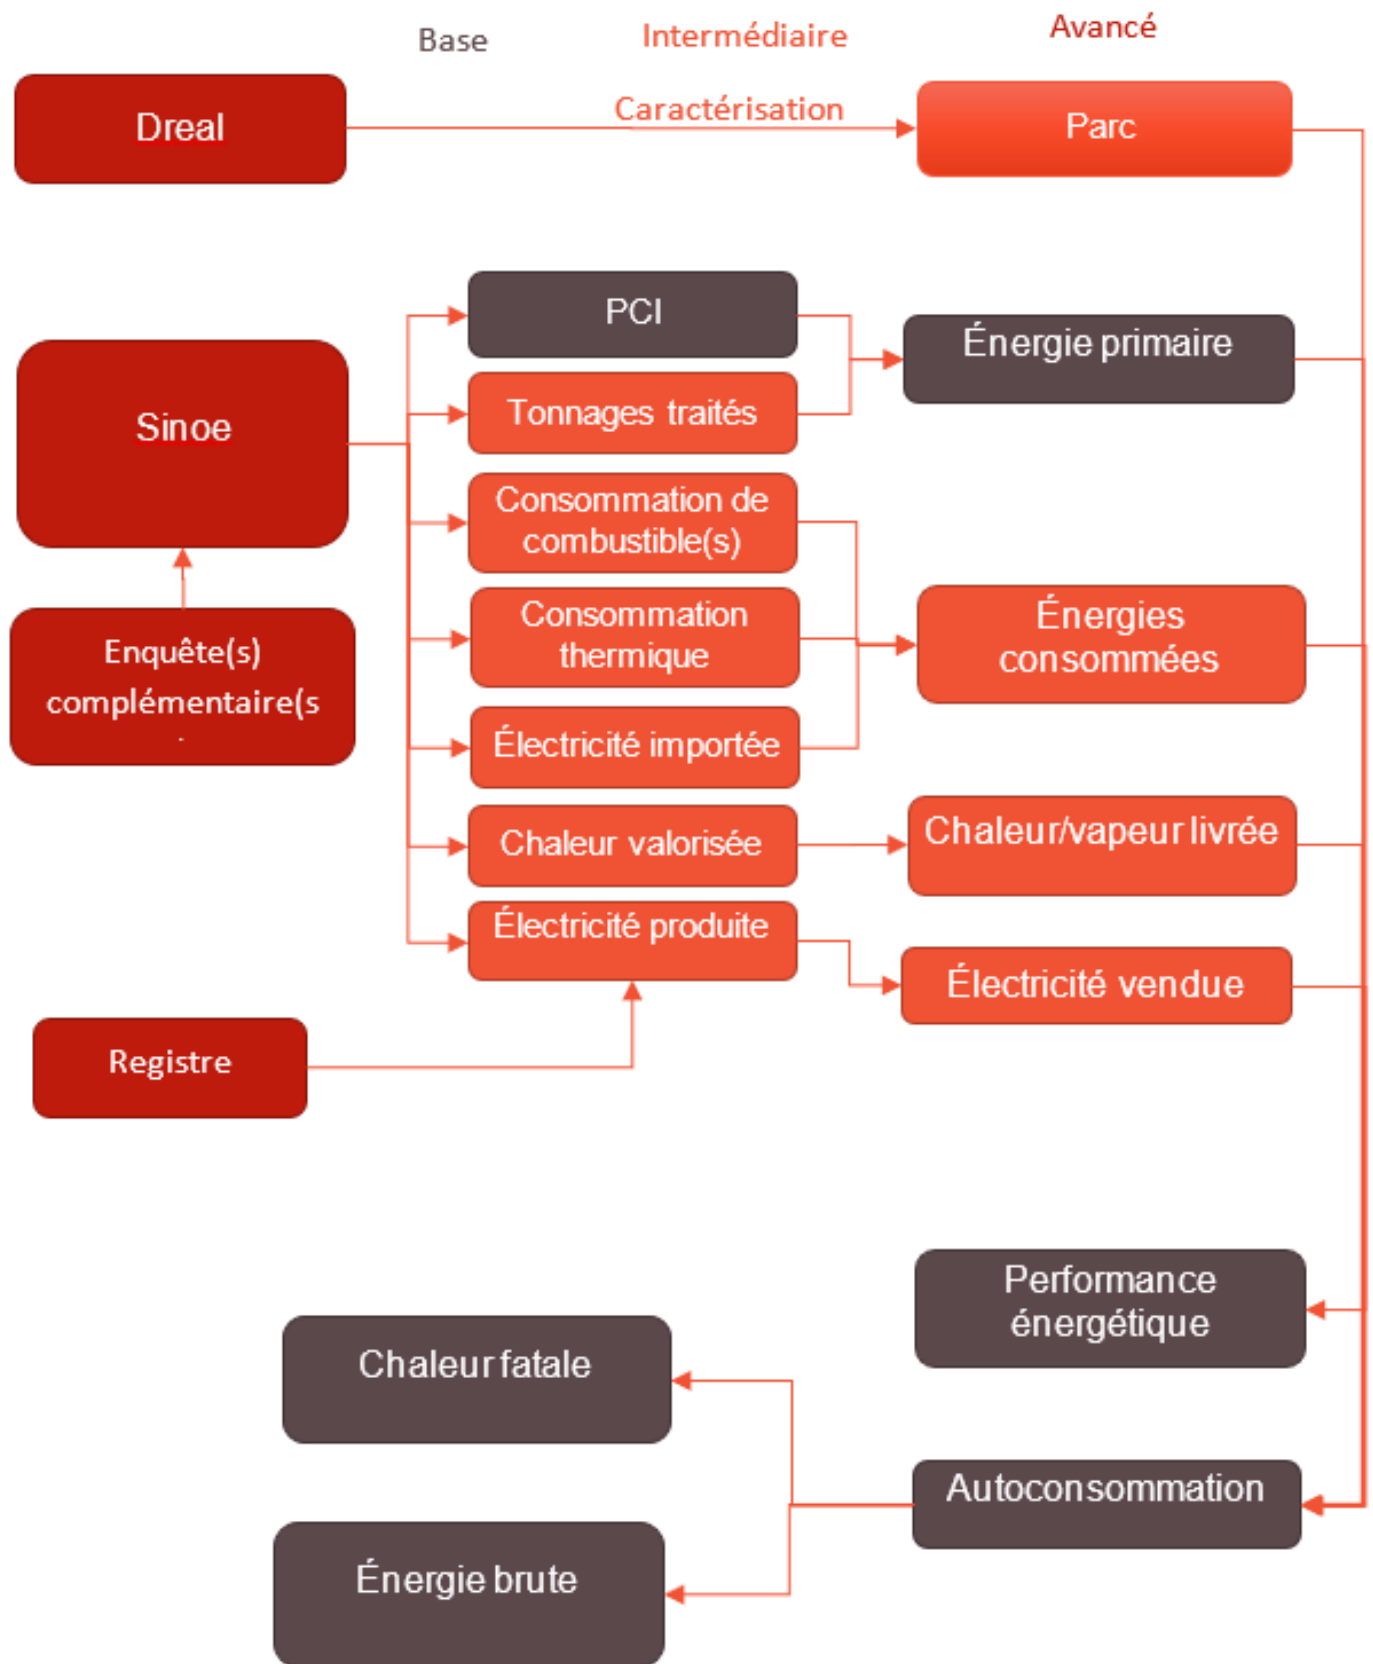 Base
Intermédiaire
Avancé
Dreal
Caractérisation
Parc
PCI
Énergie primaire
Sinoe
Tonnages traités
Consommation de
combustible(s)
Enquête(s)
complémentaire(s
Consommation
thermique
Énergies
consommées
Électricité importée
Chaleur valorisée
Chaleur/vapeur livrée
Électricité produite
Électricité vendue
Registre
Performance
énergétique
Chaleur fatale
Autoconsommation
Énergie brute